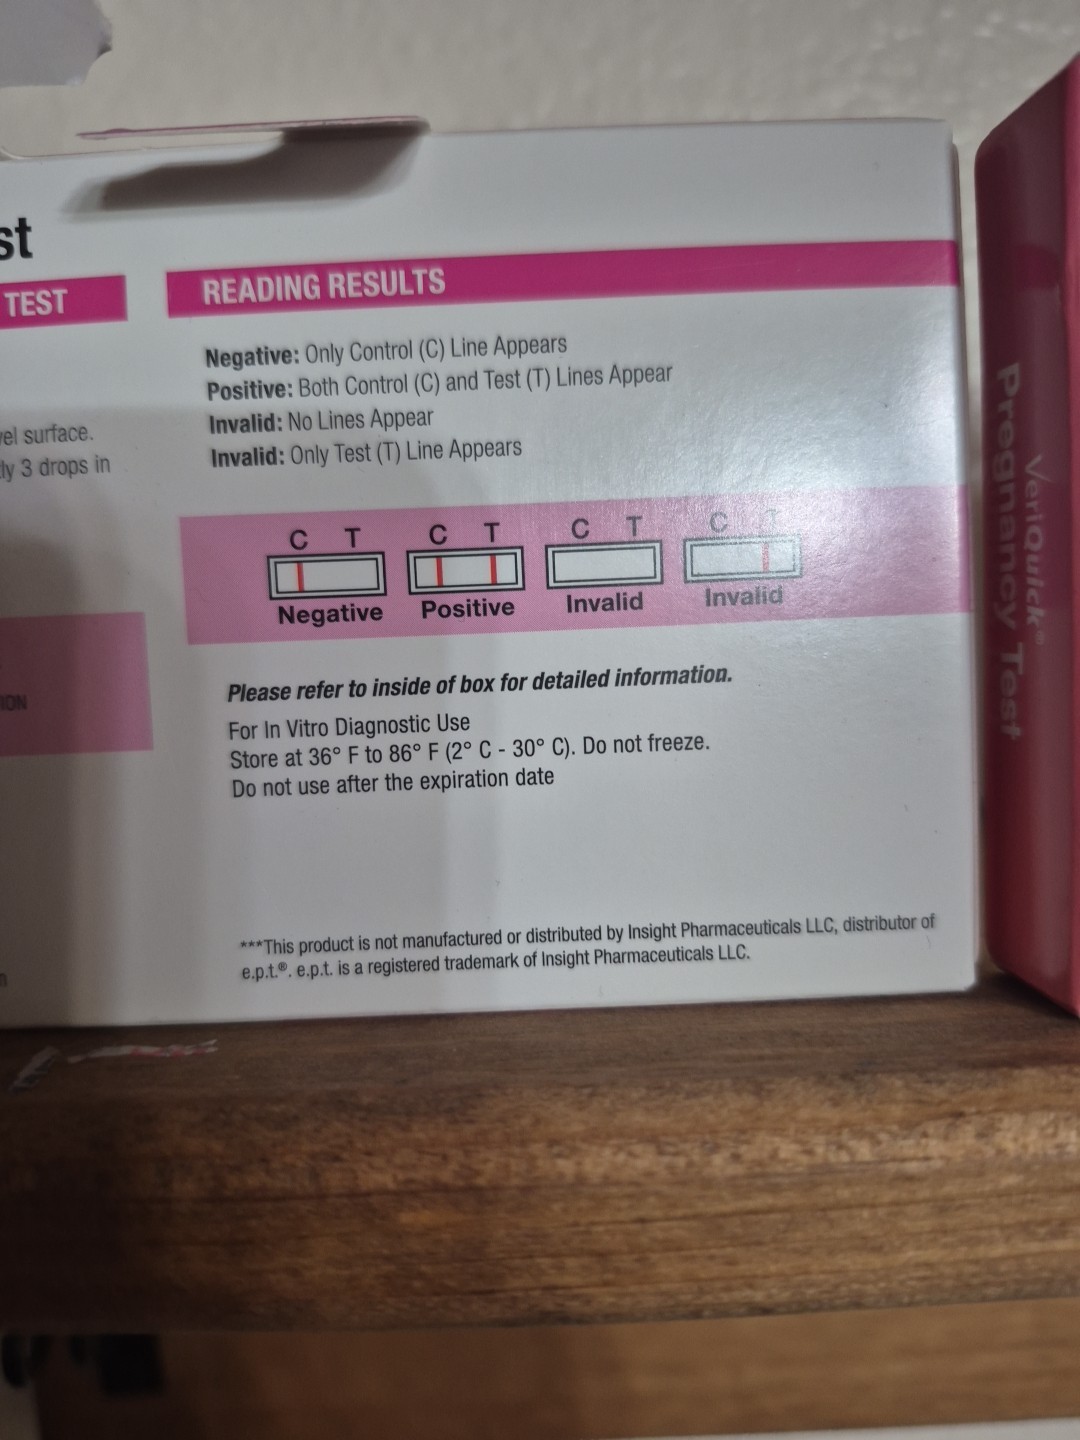 st
TEST
vel surface.
tly 3 drops in
ION
READING RESULTS
Negative: Only Control (C) Line Appears
Positive: Both Control (C) and Test (T) Lines Appear
Invalid: No Lines Appear
Invalid: Only Test (T) Line Appears
C T C T C T C T
Negative Positive Invalid Invalid
Please refer to inside of box for detailed information.
For In Vitro Diagnostic Use
Store at 36° F to 86° F (2° C - 30° C). Do not freeze.
Do not use after the expiration date
***This product is not manufactured or distributed by Insight Pharmaceuticals LLC, distributor of
e.p.t.®. e.p.t. is a registered trademark of Insight Pharmaceuticals LLC.
VeriQuick®
Pregnancy Test